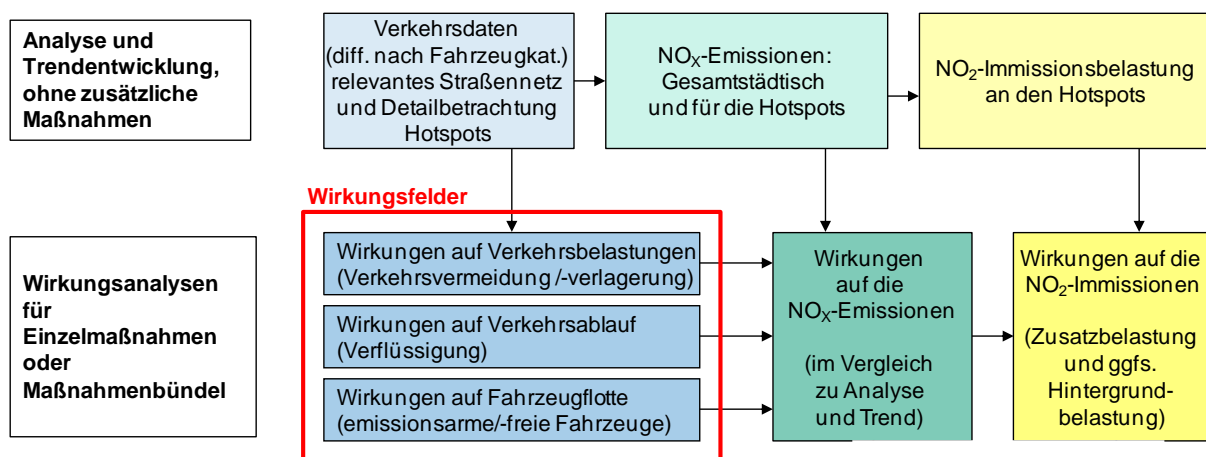 Analyse und
Trendentwicklung,
ohne zusätzliche
Maßnahmen
Verkehrsdaten
(diff. nach Fahrzeugkat.)
relevantes Straßennetz
und Detailbetrachtung
Hotspots
NOX-Emissionen:
Gesamtstädtisch
und für die Hotspots
NO2-Immissionsbelastung
an den Hotspots
Wirkungsfelder
Wirkungsanalysen
für
Einzelmaßnahmen
oder
Maßnahmenbündel
Wirkungen auf Verkehrsbelastungen
(Verkehrsvermeidung /-verlagerung)
Wirkungen auf Verkehrsablauf
(Verflüssigung)
Wirkungen auf Fahrzeugflotte
(emissionsarme/-freie Fahrzeuge)
Wirkungen
auf die
NOX-Emissionen
(im Vergleich
zu Analyse
und Trend)
Wirkungen auf die
NO2-Immissionen
(Zusatzbelastung
und ggfs.
Hintergrund-
belastung)